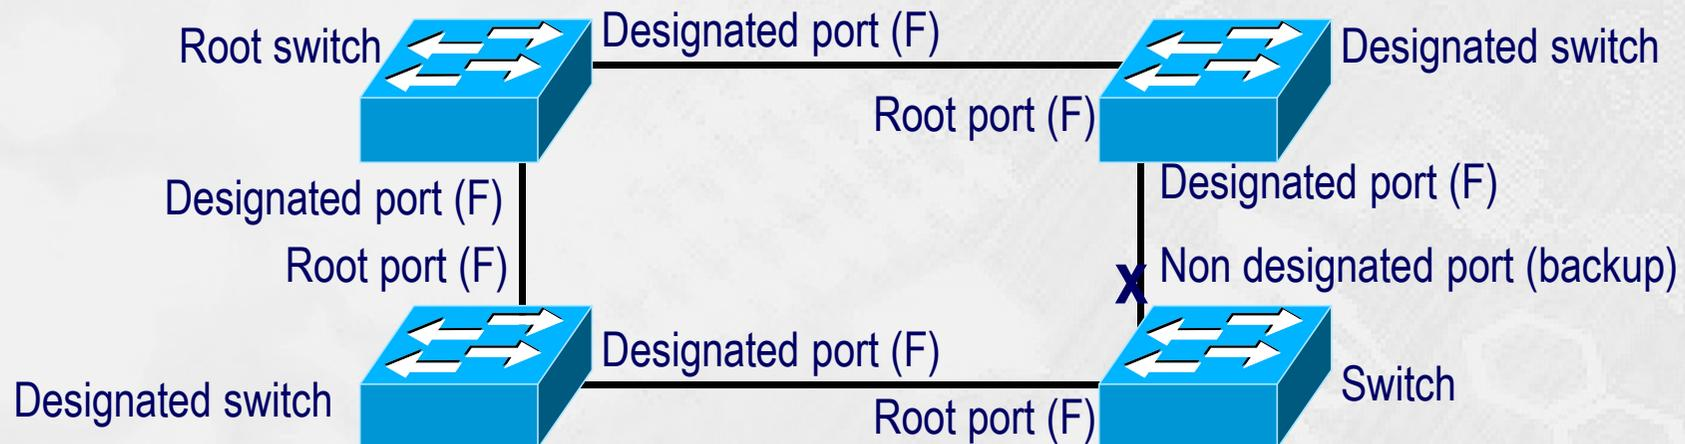 Designated port (F)
Root switch
Designated switch
Root port (F)
Designated port (F)
Designated port (F)
Root port (F)
X
Non designated port (backup)
Designated port (F)
Designated switch
Switch
Root port (F)